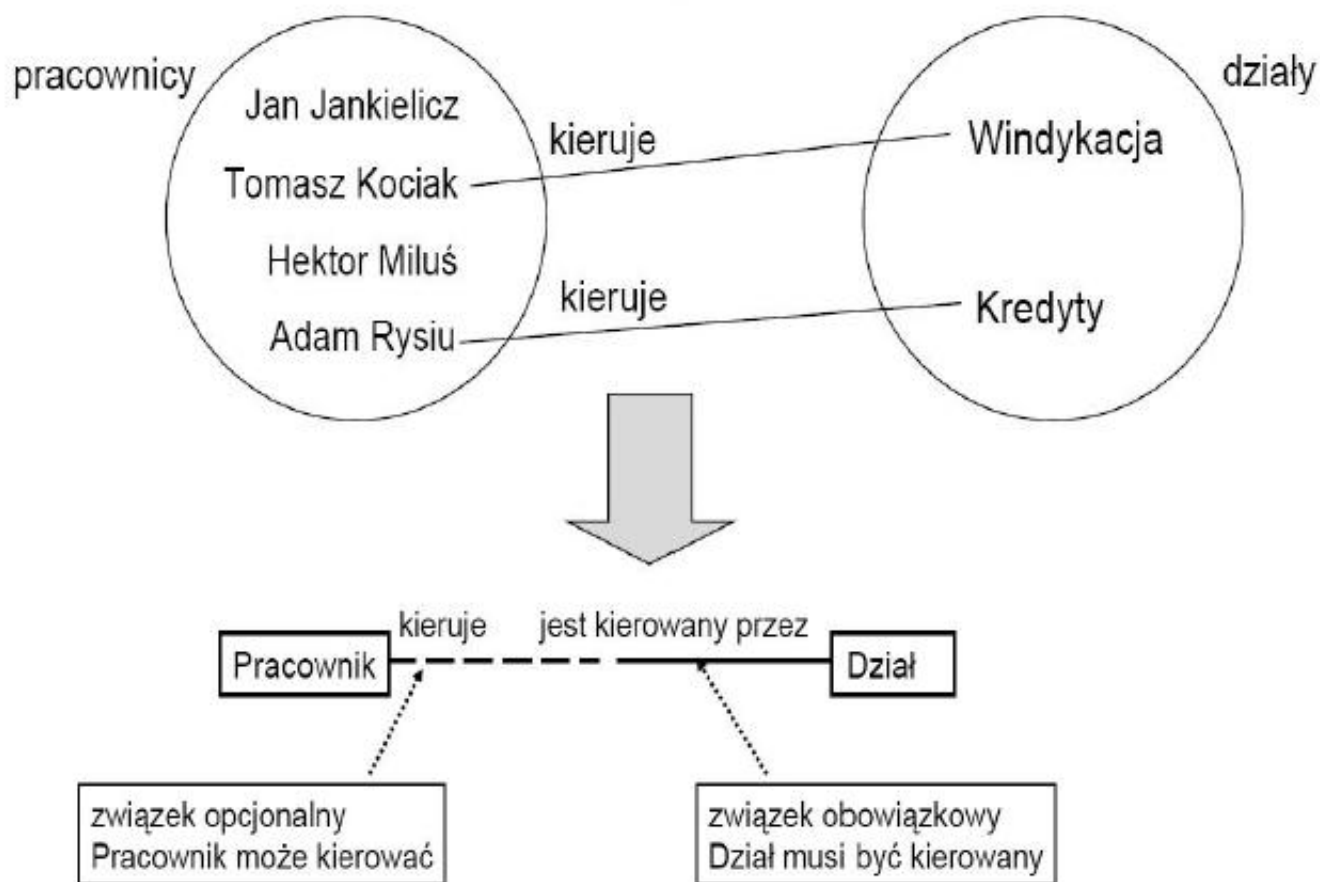 pracownicy
działy
Jan Jankielicz
Tomasz Kociak
Hektor Miluś
Adam Rysiu
kieruje
kieruje
Windykacja
Kredyty
kieruje
jest kierowany przez
Pracownik
Dział
związek opcjonalny
Pracownik może kierować
związek obowiązkowy
Dział musi być kierowany